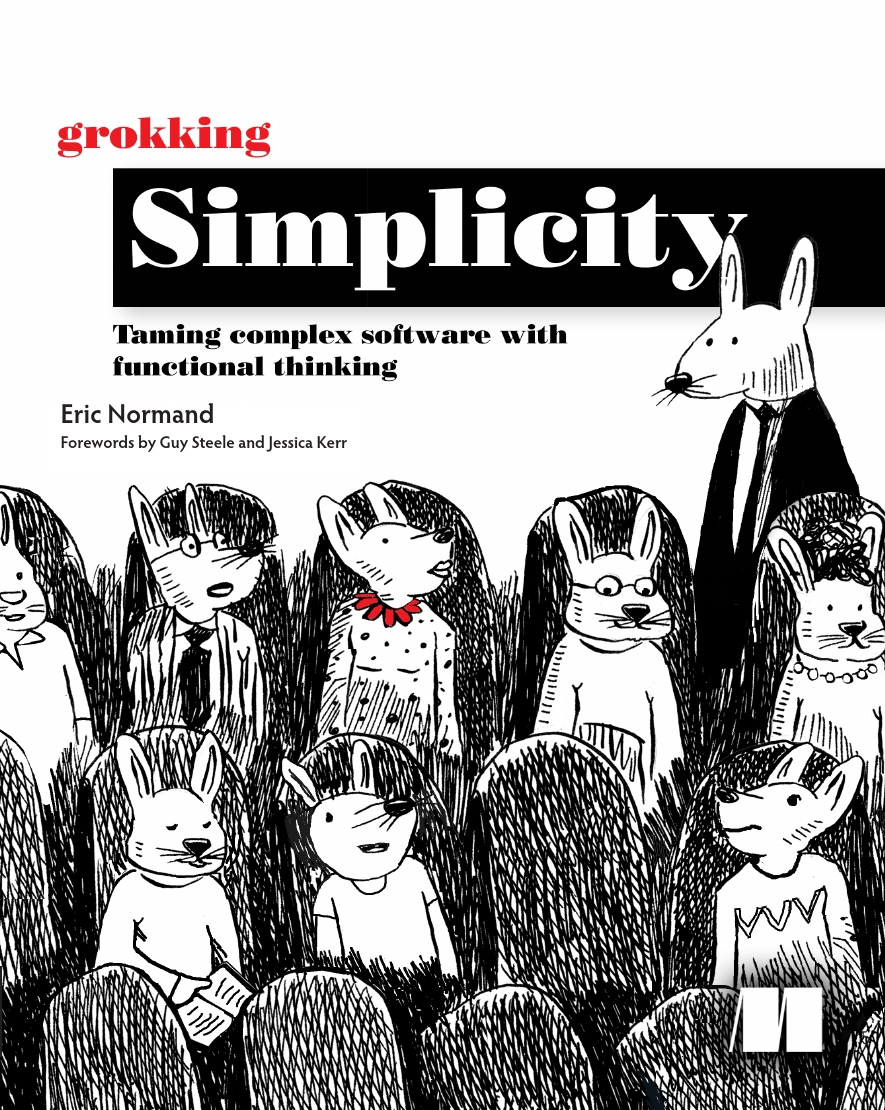 grokking
Simplicity
Taming complex software with
functional thinking
Eric Normand
Forewords by Guy Steele and Jessica Kerr